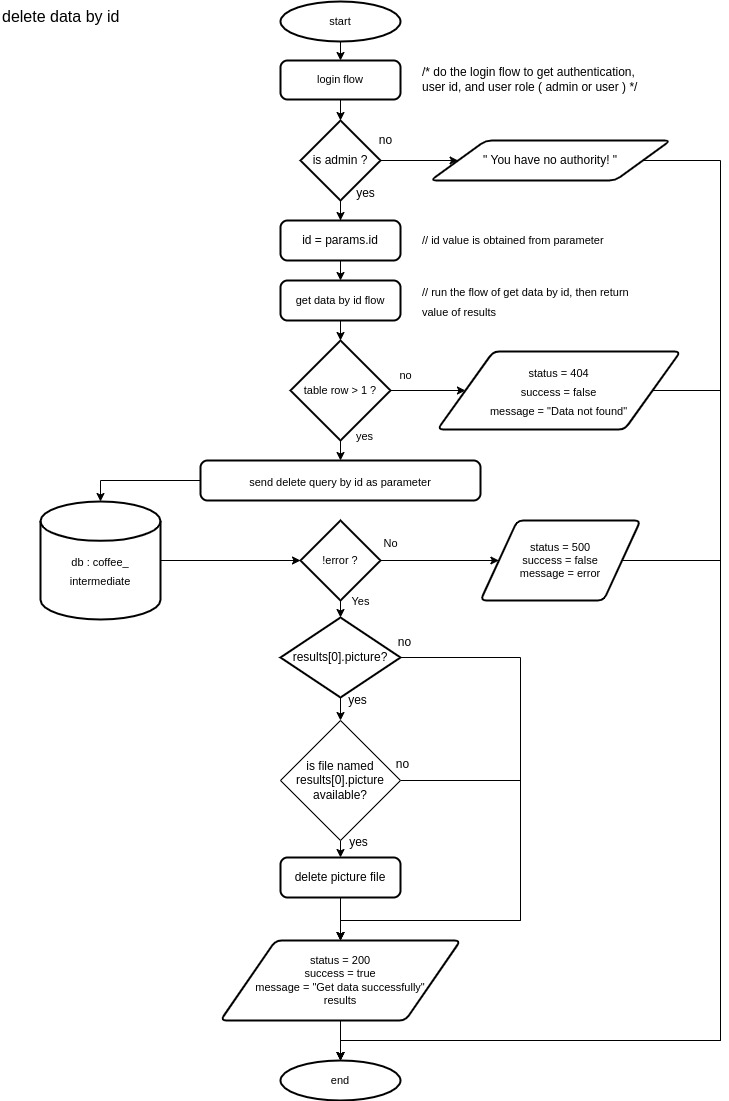 delete data by id
start
login flow
/* do the login flow to get authentication,
user id, and user role ( admin or user ) */
is admin ?
no
" You have no authority! "
yes
id = params.id
// id value is obtained from parameter
get data by id flow
// run the flow of get data by id, then return
value of results
table row > 1 ?
no
status = 404
success = false
message = "Data not found"
yes
send delete query by id as parameter
db : coffee_
intermediate
!error ?
No
status = 500
success = false
message = error
Yes
results[0].picture?
no
yes
is file named
results[0].picture
available?
no
yes
delete picture file
status = 200
success = true
message = "Get data successfully"
results
end